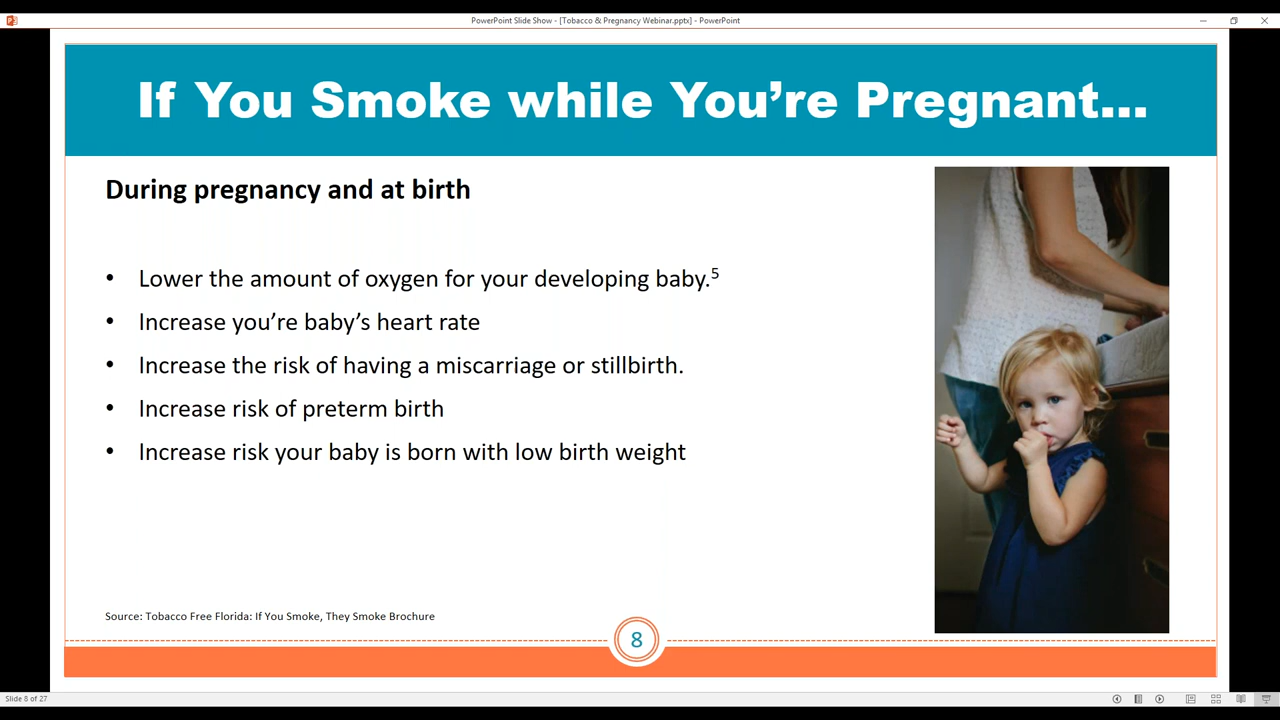 PowerPoint Slide Show - [Tobacco & Pregnancy Webinar.pptx] - PowerPoint
If You Smoke while You’re Pregnant…
During pregnancy and at birth
• Lower the amount of oxygen for your developing baby.⁵
• Increase you’re baby’s heart rate
• Increase the risk of having a miscarriage or stillbirth.
• Increase risk of preterm birth
• Increase risk your baby is born with low birth weight
Source: Tobacco Free Florida: If You Smoke, They Smoke Brochure
8
Slide 8 of 27